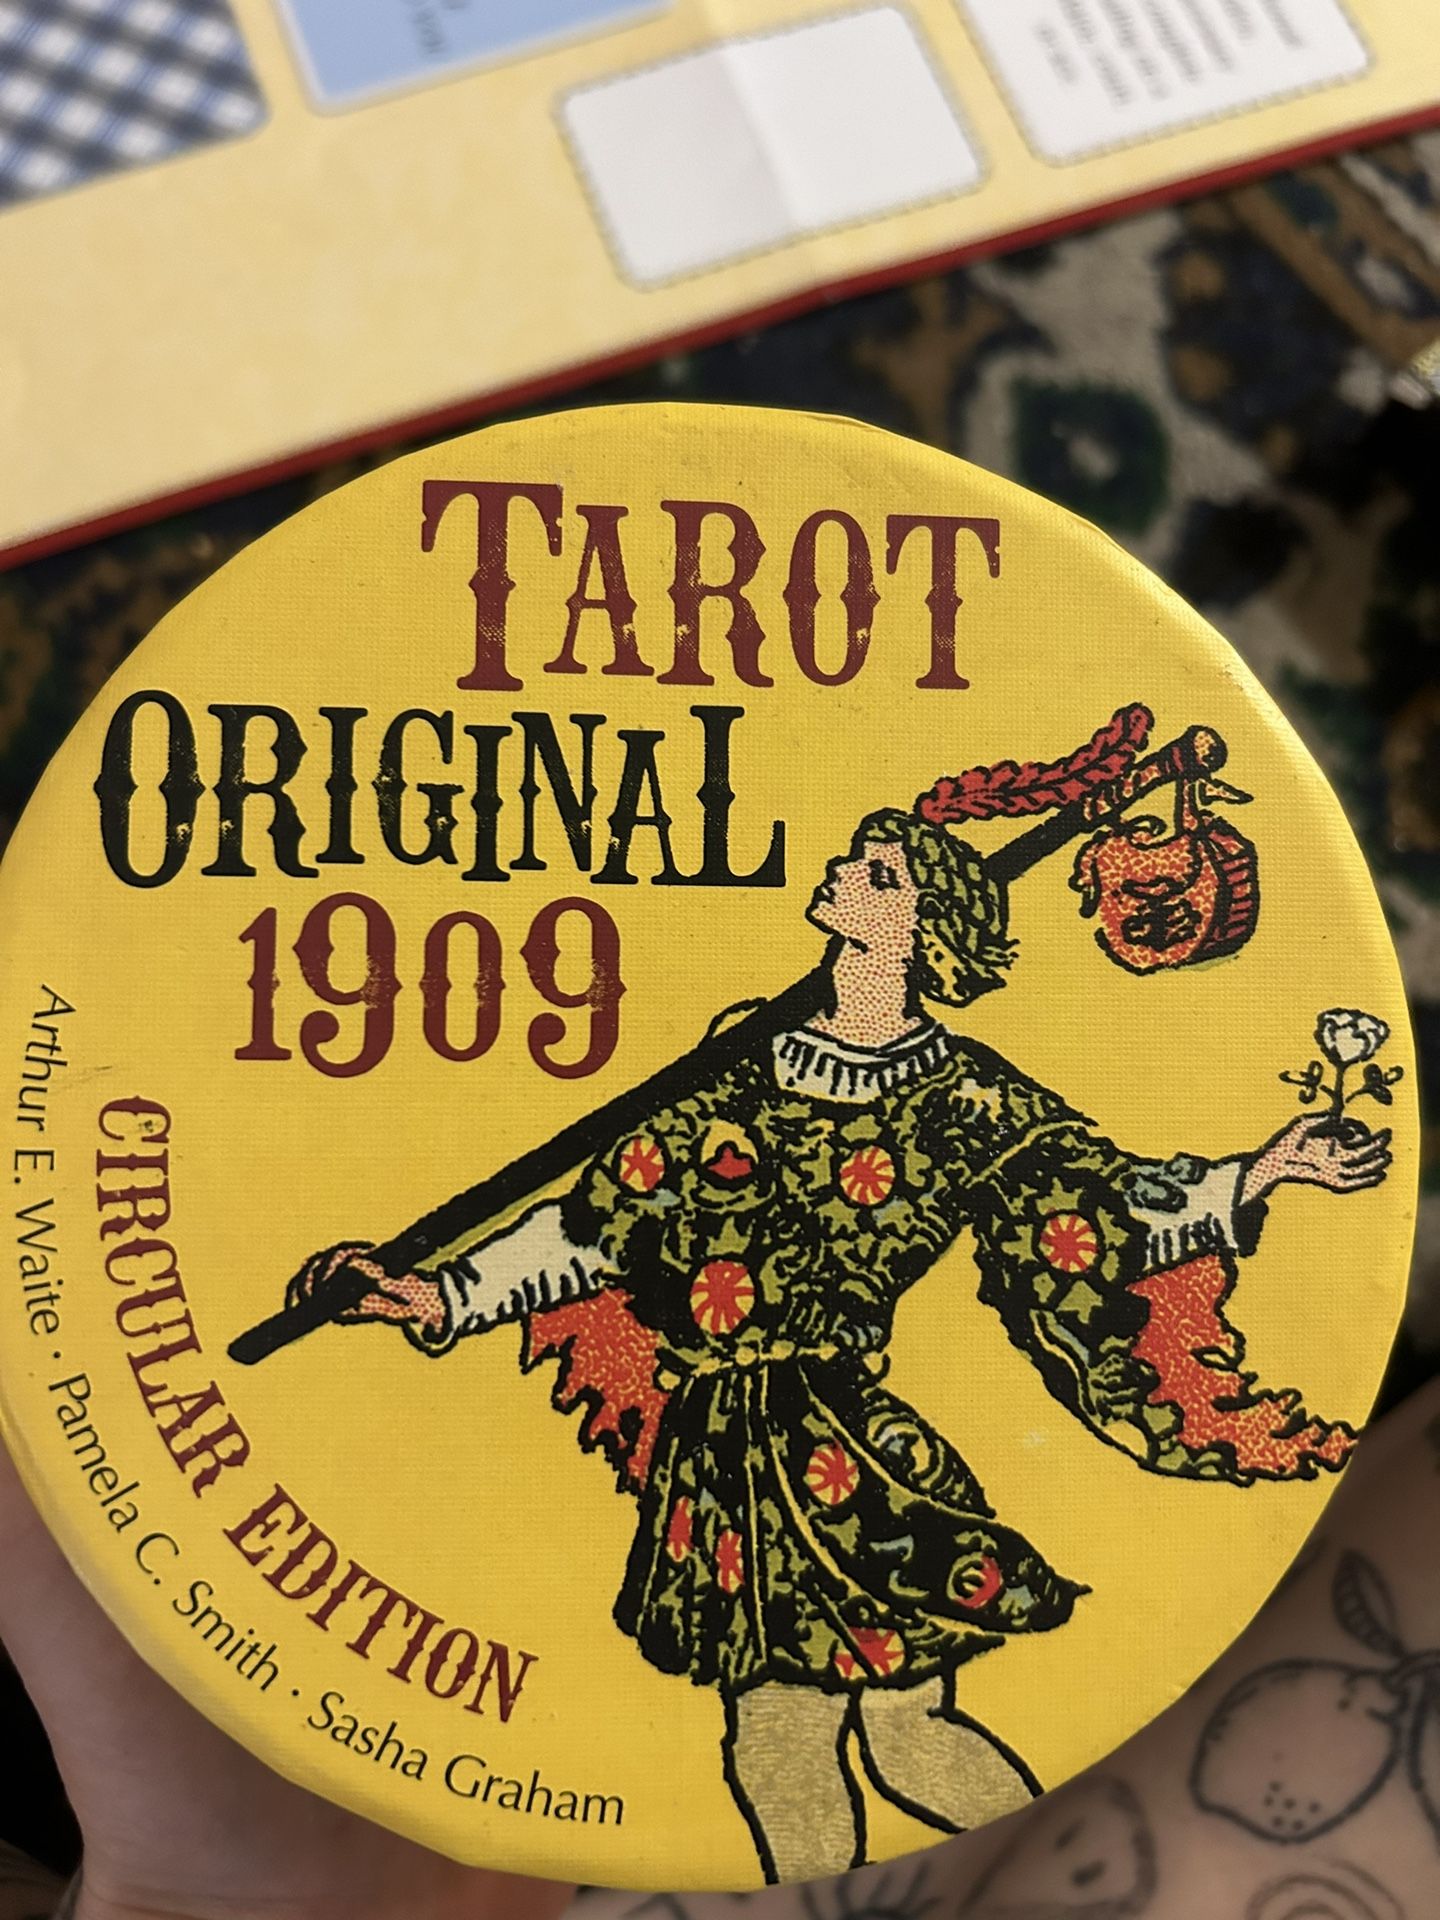 TAROT
ORIGINAL
1909
CIRCULAR EDITION
Arthur E. Waite · Pamela C. Smith · Sasha Graham